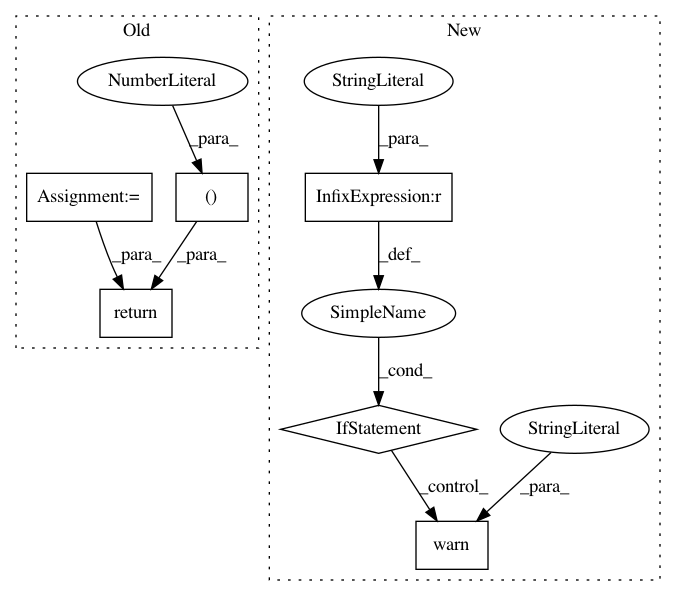 Old
New
NumberLiteral
StringLiteral
_para_
_para_
Assignment:=
()
InfixExpression:r
_para_
_para_
_def_
return
SimpleName
_cond_
IfStatement
StringLiteral
_control_
_para_
warn